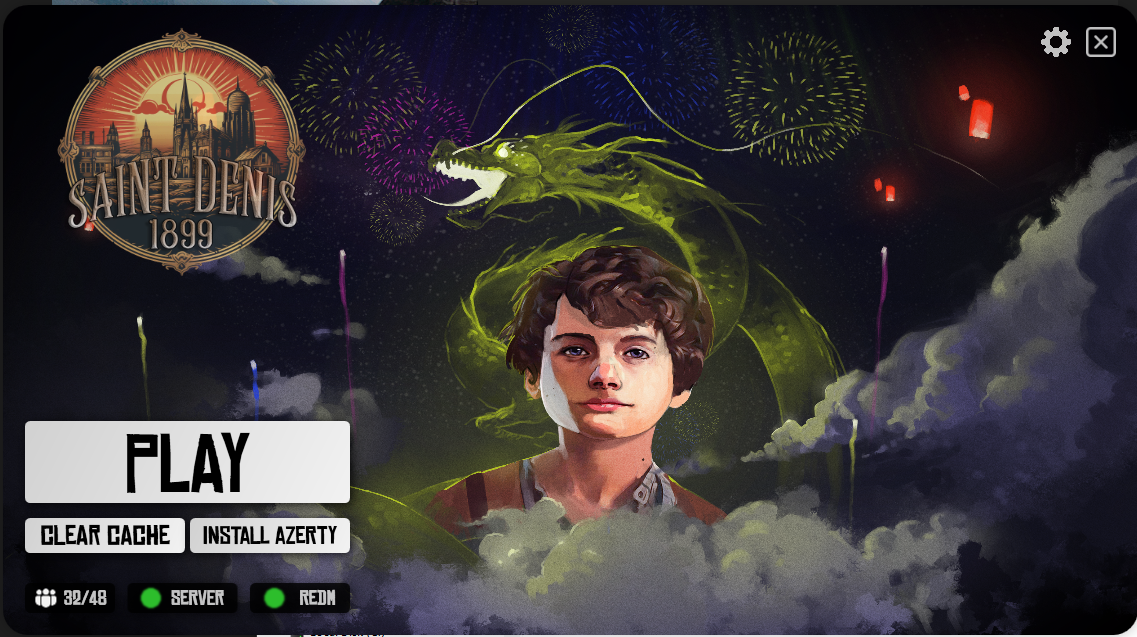 SAINT DENIS
1899
PLAY
CLEAR CACHE
INSTALL AZERTY
32/48
SERVER
REDM